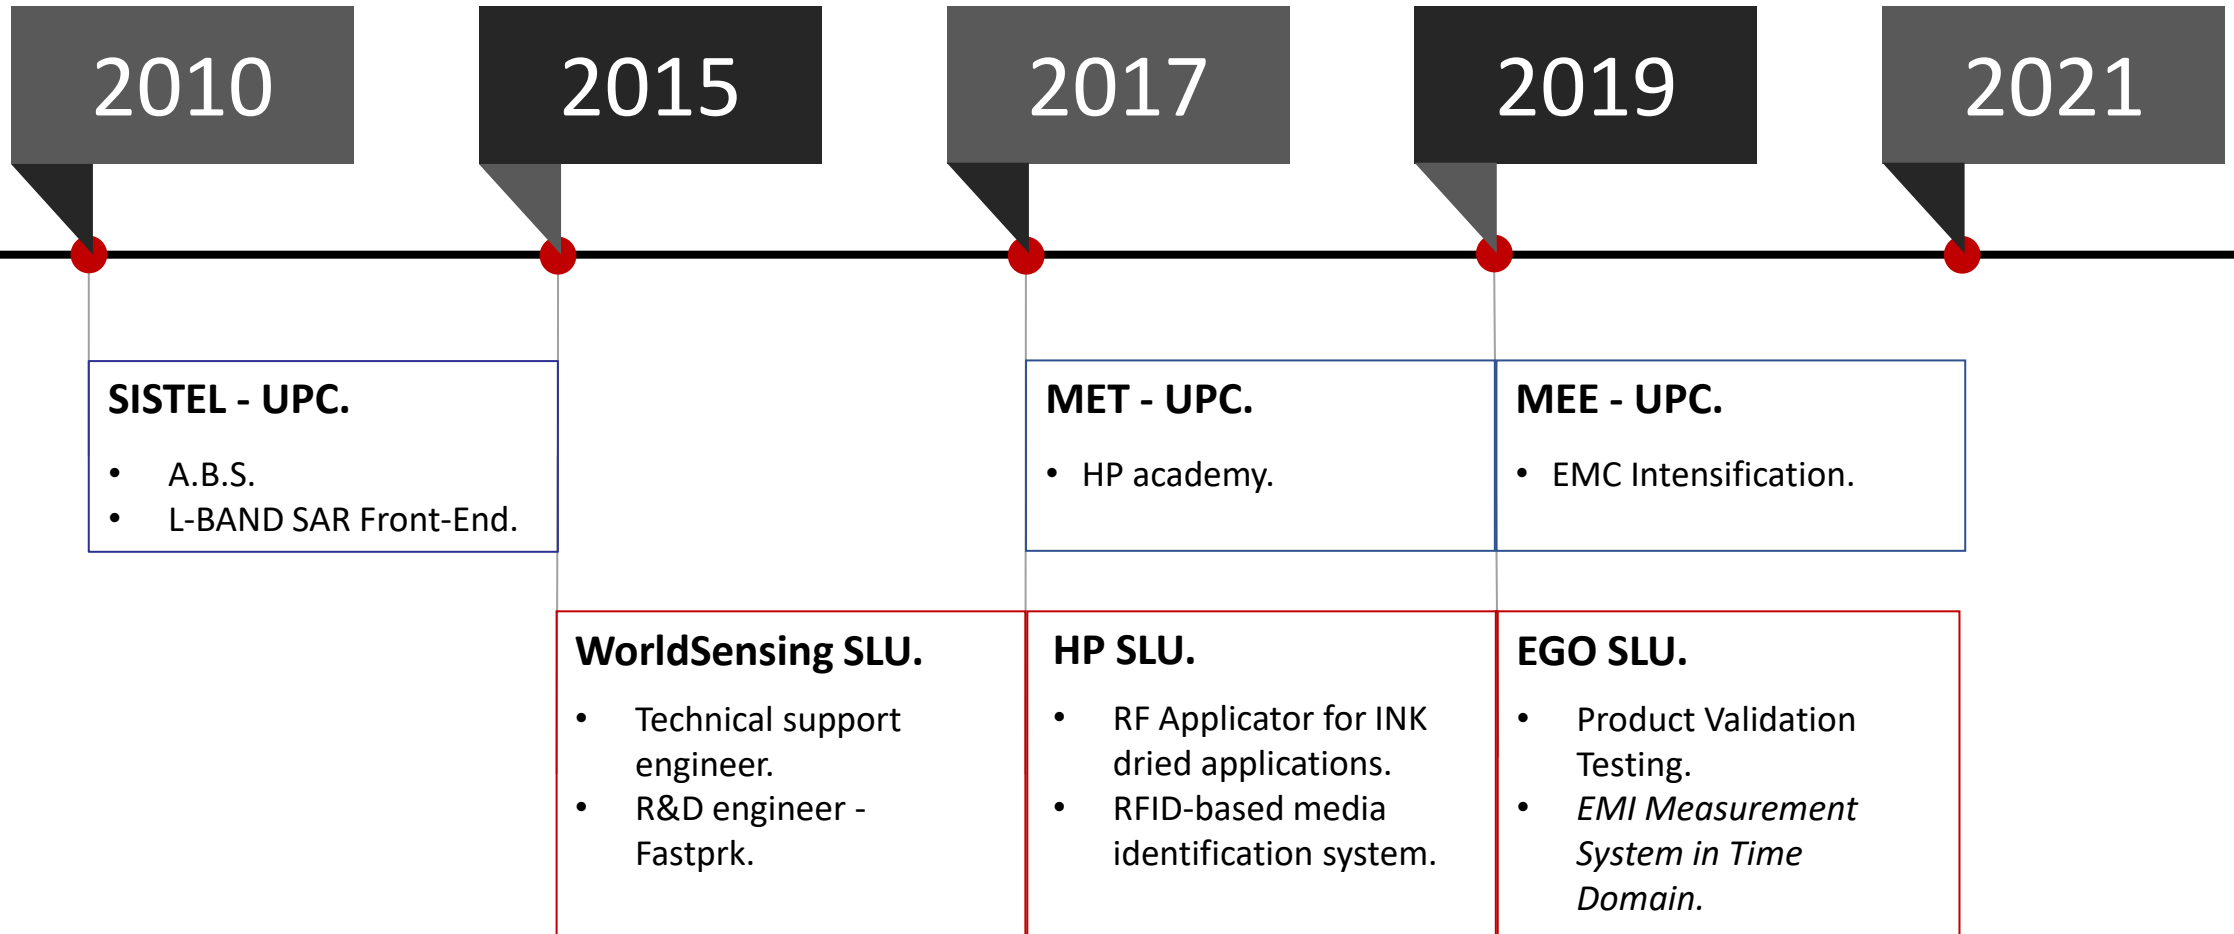 2010
2015
2017
2019
2021
SISTEL - UPC.
• A.B.S.
• L-BAND SAR Front-End.
MET - UPC.
• HP academy.
MEE - UPC.
• EMC Intensification.
WorldSensing SLU.
• Technical support
engineer.
• R&D engineer -
Fastprk.
HP SLU.
• RF Applicator for INK
dried applications.
• RFID-based media
identification system.
EGO SLU.
• Product Validation
Testing.
• EMI Measurement
System in Time
Domain.